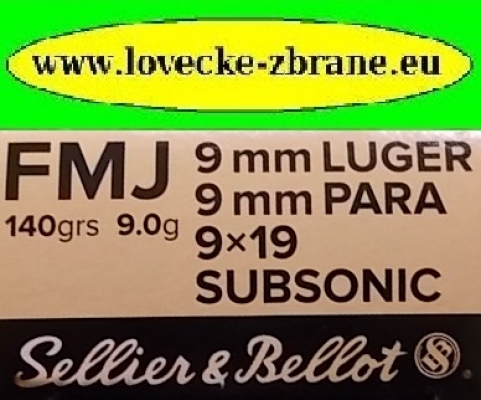 www.lovecke-zbrane.eu
FMJ
140grs 9.0g
9 mm LUGER
9 mm PARA
9×19
SUBSONIC
Sellier & Bellot